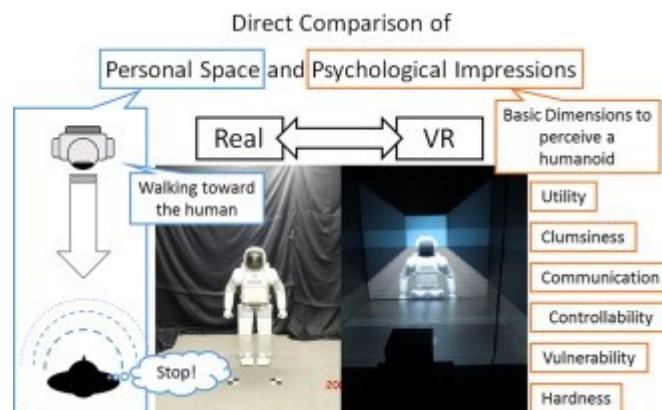 Direct Comparison of
Personal Space and Psychological Impressions
Real
VR
Basic Dimensions to
perceive a
humanoid
Walking toward
the human
Utility
Clumsiness
Communication
Controllability
Vulnerability
Hardness
Stop!